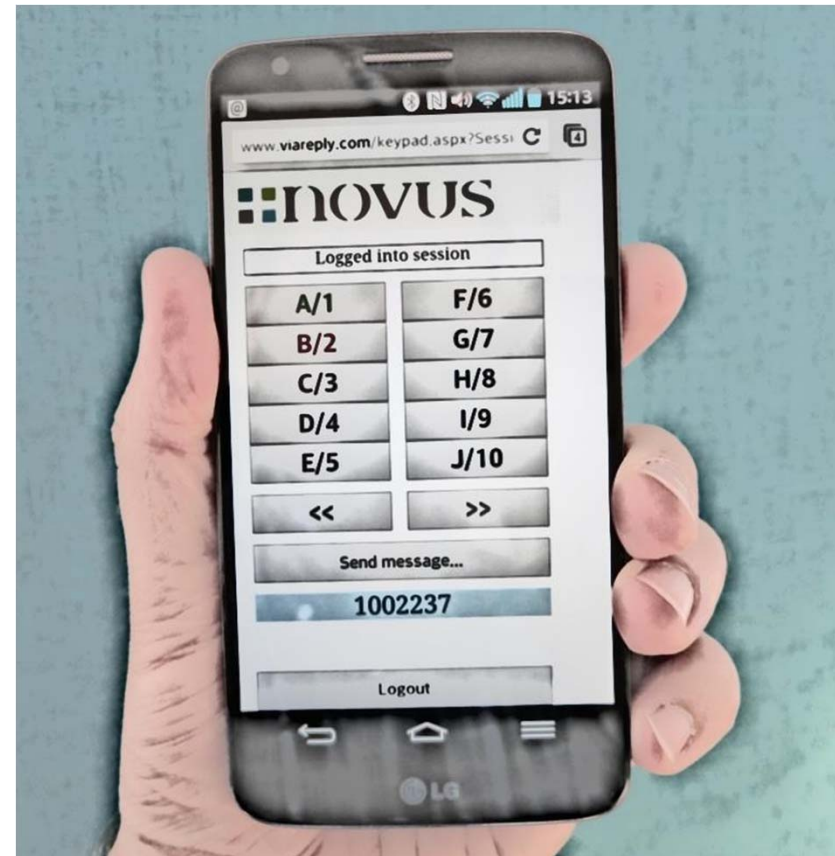 15:13
www.viareply.com/keypad.aspx?Sessi
4
novus
Logged into session
A/1 F/6
B/2 G/7
C/3 H/8
D/4 I/9
E/5 J/10
<< >>
Send message...
1002237
Logout
LG